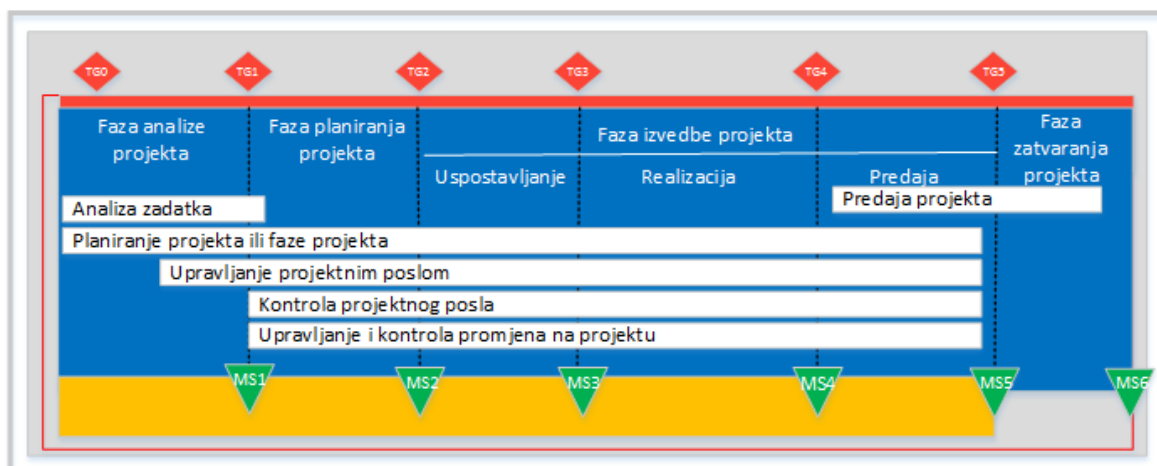 TG0 TG1 TG2 TG3 TG4 TG5
Faza analize
projekta
Faza planiranja
projekta
Faza izvedbe projekta
Uspostavljanje
Realizacija
Predaja
Faza
zatvaranja
projekta
Predaja projekta
Analiza zadatka
Planiranje projekta ili faze projekta
Upravljanje projektnim poslom
Kontrola projektnog posla
Upravljanje i kontrola promjena na projektu
MS1 MS2 MS3 MS4 MS5 MS6